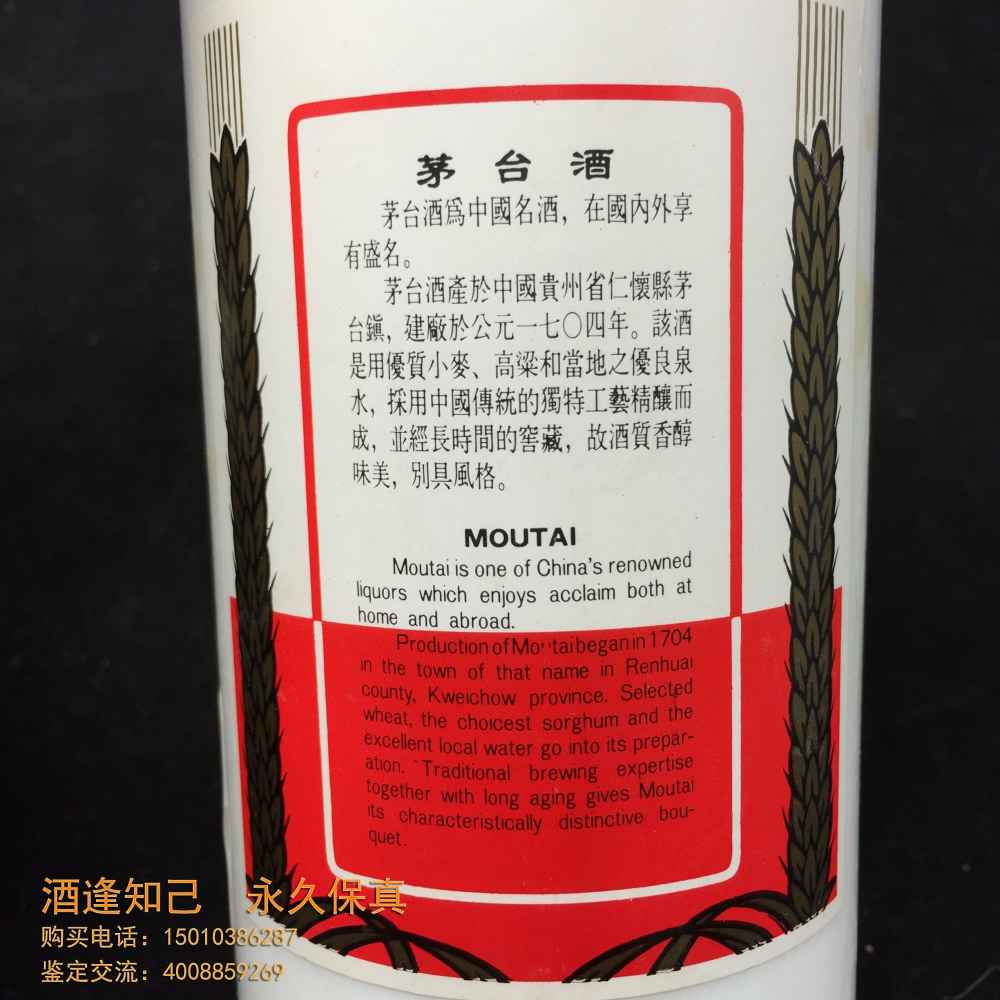 茅台酒
茅台酒爲中國名酒，在國內外享
有盛名。
茅台酒產於中國貴州省仁懷縣茅
台鎭，建廠於公元一七〇四年。該酒
是用優質小麥、高粱和當地之優良泉
水，採用中國傳統的獨特工藝精釀而
成，並經長時間的窖藏，故酒質香醇
味美，別具風格。
MOUTAI
Moutai is one of China's renowned
liquors which enjoys acclaim both at
home and abroad.
Production of Moutai began in 1704
in the town of that name in Renhuai
county, Kweichow province. Selected
wheat, the choicest sorghum and the
excellent local water go into its prepar-
ation. Traditional brewing expertise
together with long aging gives Moutai
its characteristically distinctive bou-
quet.
酒逢知己 永久保真
购买电话：15010386287
鉴定交流：4008859269